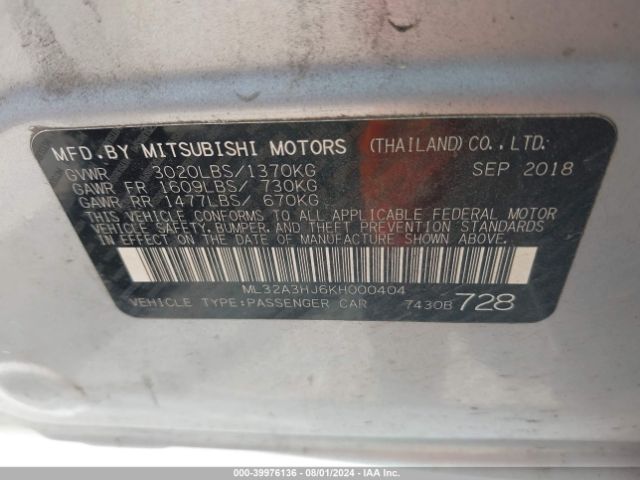 MFD.BY MITSUBISHI MOTORS (THAILAND) CO., LTD.
GVWR 3020LBS/1370KG SEP 2018
GAWR FR 1609LBS/ 730KG
GAWR RR 1477LBS/ 670KG
THIS VEHICLE CONFORMS TO ALL APPLICABLE FEDERAL MOTOR
VEHICLE SAFETY, BUMPER, AND THEFT PREVENTION STANDARDS
IN EFFECT ON THE DATE OF MANUFACTURE SHOWN ABOVE.
ML32A3HJ6KH000404
VEHICLE TYPE:PASSENGER CAR 7430B 728
000-39976136 - 08/01/2024 - IAAI.com